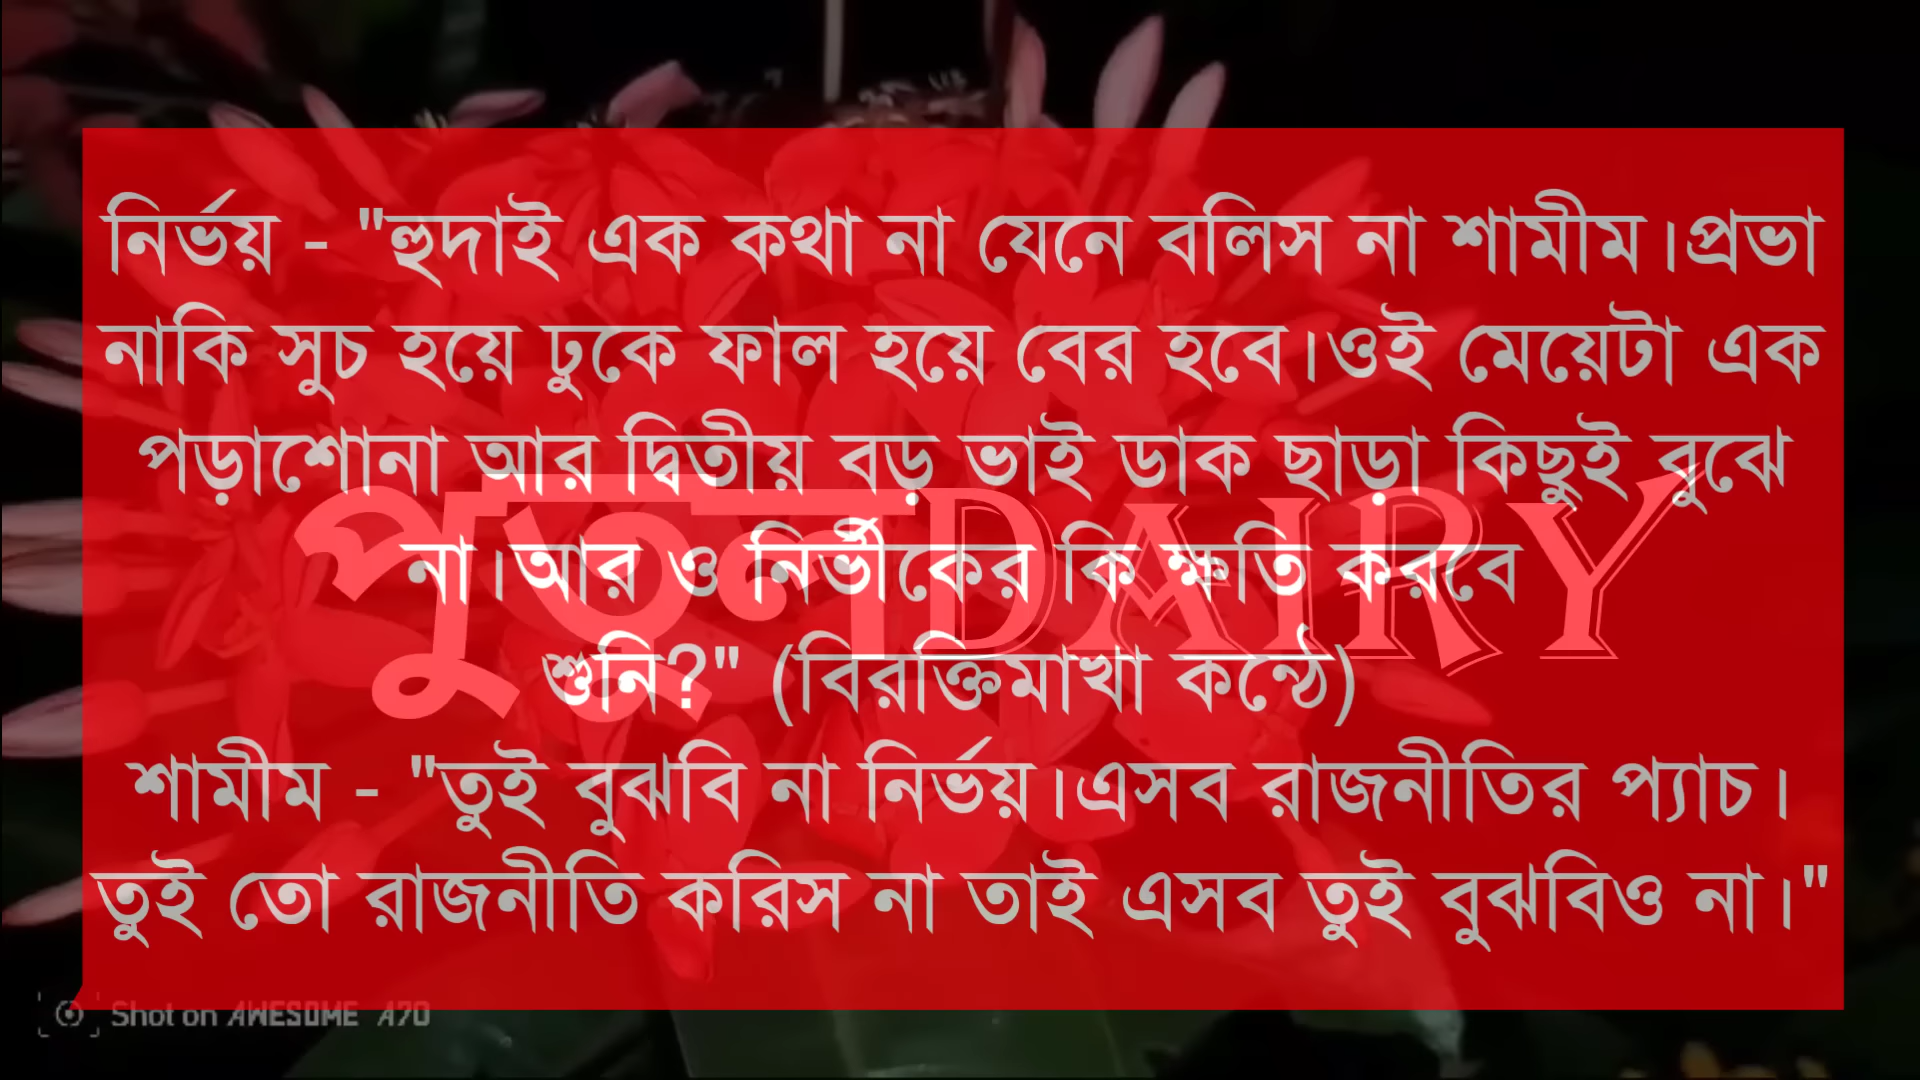 নির্ভয় - "হুদাই এক কথা না যেনে বলিস না শামীম।প্রভা
নাকি সুচ হয়ে ঢুকে ফাল হয়ে বের হবে।ওই মেয়েটা এক
পড়াশোনা আর দ্বিতীয় বড় ভাই ডাক ছাড়া কিছুই বুঝে
না।আর ও নির্ভীকের কি ক্ষতি করবে
শুনি?" (বিরক্তিমাখা কন্ঠে)
পুতুল DAIRY
শামীম - "তুই বুঝবি না নির্ভয়।এসব রাজনীতির প্যাচ।
তুই তো রাজনীতি করিস না তাই এসব তুই বুঝবিও না।"
Shot on AWESOME A70